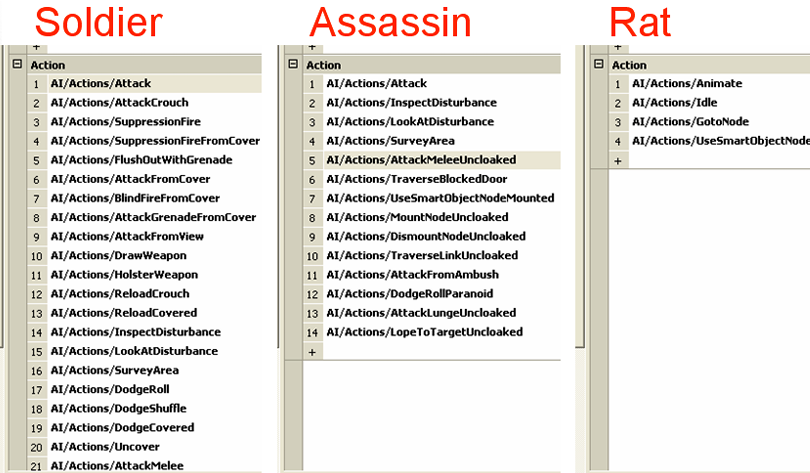 Soldier
+
Action
1 AI/Actions/Attack
2 AI/Actions/AttackCrouch
3 AI/Actions/SuppressionFire
4 AI/Actions/SuppressionFireFromCover
5 AI/Actions/FlushOutWithGrenade
6 AI/Actions/AttackFromCover
7 AI/Actions/BlindFireFromCover
8 AI/Actions/AttackGrenadeFromCover
9 AI/Actions/AttackFromView
10 AI/Actions/DrawWeapon
11 AI/Actions/HolsterWeapon
12 AI/Actions/ReloadCrouch
13 AI/Actions/ReloadCovered
14 AI/Actions/InspectDisturbance
15 AI/Actions/LookAtDisturbance
16 AI/Actions/SurveyArea
17 AI/Actions/DodgeRoll
18 AI/Actions/DodgeShuffle
19 AI/Actions/DodgeCovered
20 AI/Actions/Uncover
21 AI/Actions/AttackMelee
Assassin
+
Action
1 AI/Actions/Attack
2 AI/Actions/InspectDisturbance
3 AI/Actions/LookAtDisturbance
4 AI/Actions/SurveyArea
5 AI/Actions/AttackMeleeUncloaked
6 AI/Actions/TraverseBlockedDoor
7 AI/Actions/UseSmartObjectNodeMounted
8 AI/Actions/MountNodeUncloaked
9 AI/Actions/DismountNodeUncloaked
10 AI/Actions/TraverseLinkUncloaked
11 AI/Actions/AttackFromAmbush
12 AI/Actions/DodgeRollParanoid
13 AI/Actions/AttackLungeUncloaked
14 AI/Actions/LopeToTargetUncloaked
+
Rat
+
Action
1 AI/Actions/Animate
2 AI/Actions/Idle
3 AI/Actions/GotoNode
4 AI/Actions/UseSmartObjectNode
+